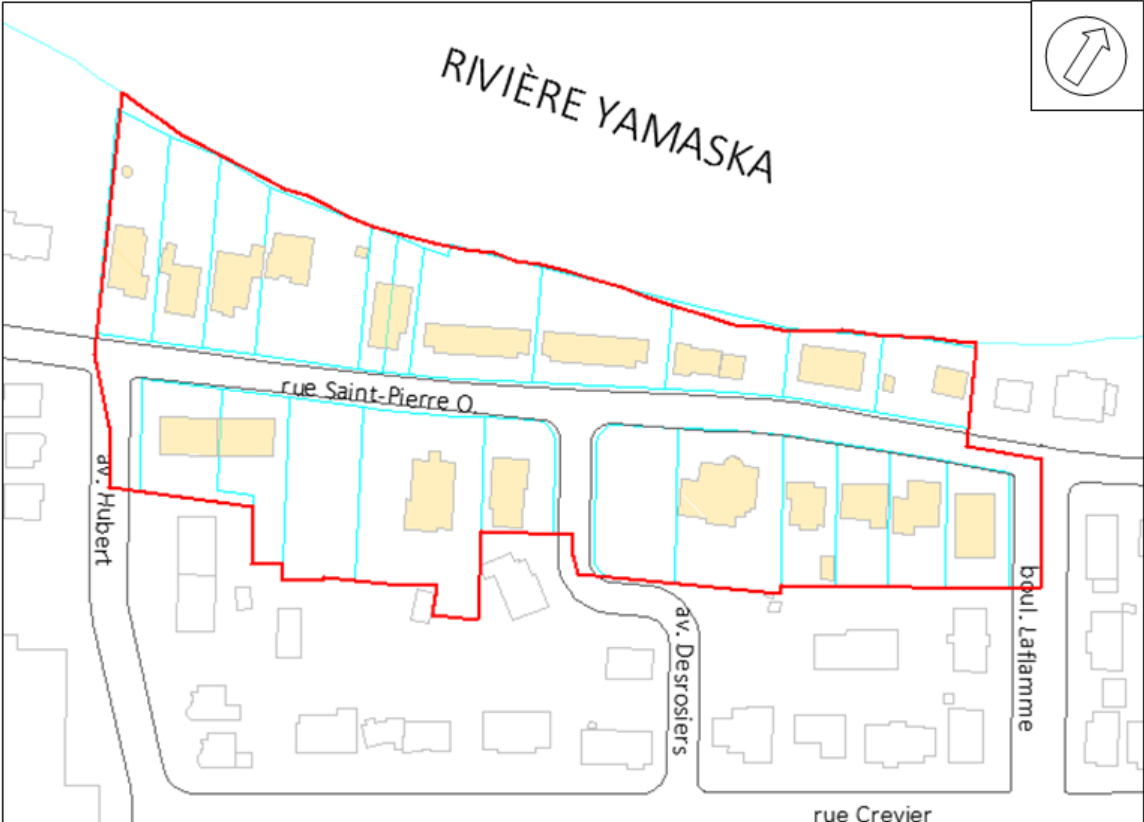 RIVIÈRE YAMASKA
rue Saint-Pierre O.
av. Hubert
av. Desrosiers
boul. Laflamme
rue Crevier